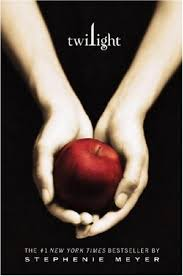 twilight
THE #1 NEW YORK TIMES BESTSELLER BY
STEPHENIE MEYER